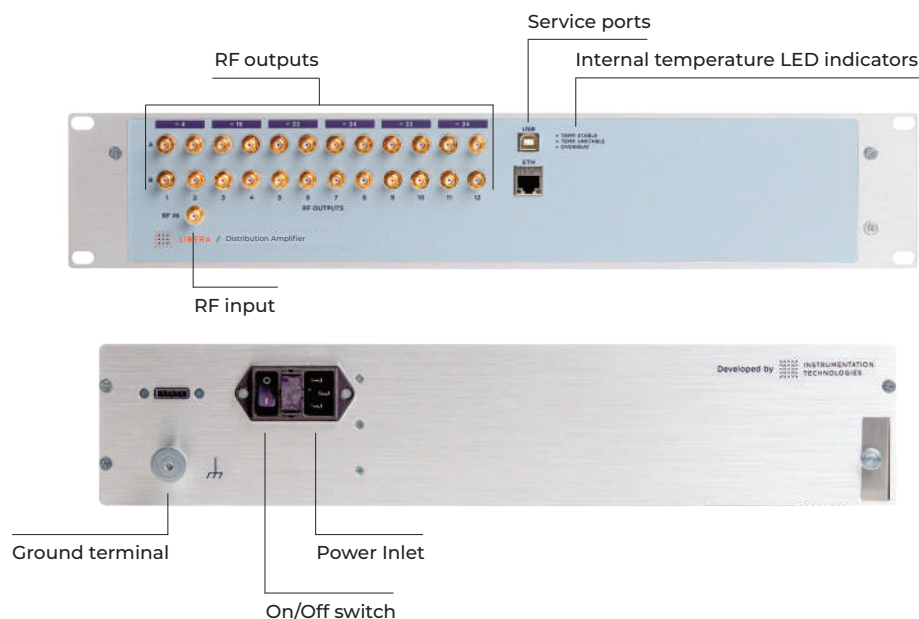 Service ports
RF outputs
Internal temperature LED indicators
USB
TEMP. STABLE
TEMP. UNSTABLE
OVERHEAT
A
ETH
B
1 2 3 4 5 6 7 8 9 10 11 12
RF OUTPUTS
RF IN
LIBERA / Distribution Amplifier
RF input
Developed by INSTRUMENTATION
TECHNOLOGIES
Ground terminal
Power Inlet
On/Off switch